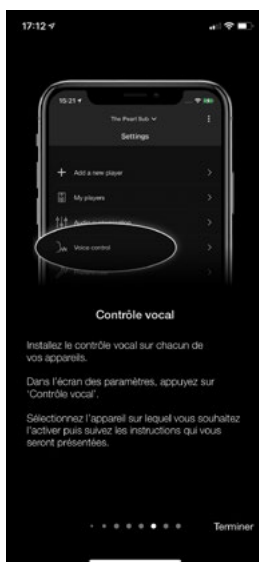 17:12
15:21
The Pearl Sub
Settings
Add a new player
My players
Audio customization
Voice control
Contrôle vocal
Installez le contrôle vocal sur chacun de
vos appareils.
Dans l'écran des paramètres, appuyez sur
'Contrôle vocal'.
Sélectionnez l'appareil sur lequel vous souhaitez
l'activer puis suivez les instructions qui vous
seront présentées.
Terminer